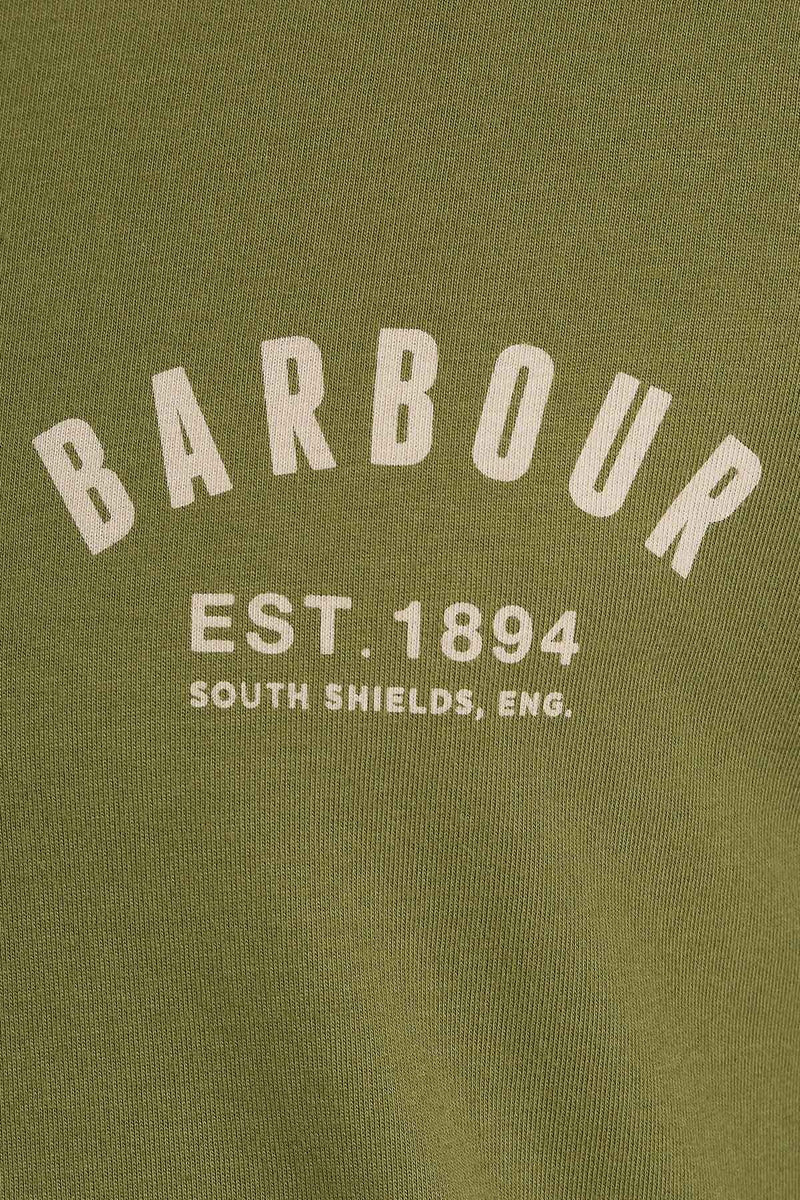 BARBOUR
EST. 1894
SOUTH SHIELDS, ENG.